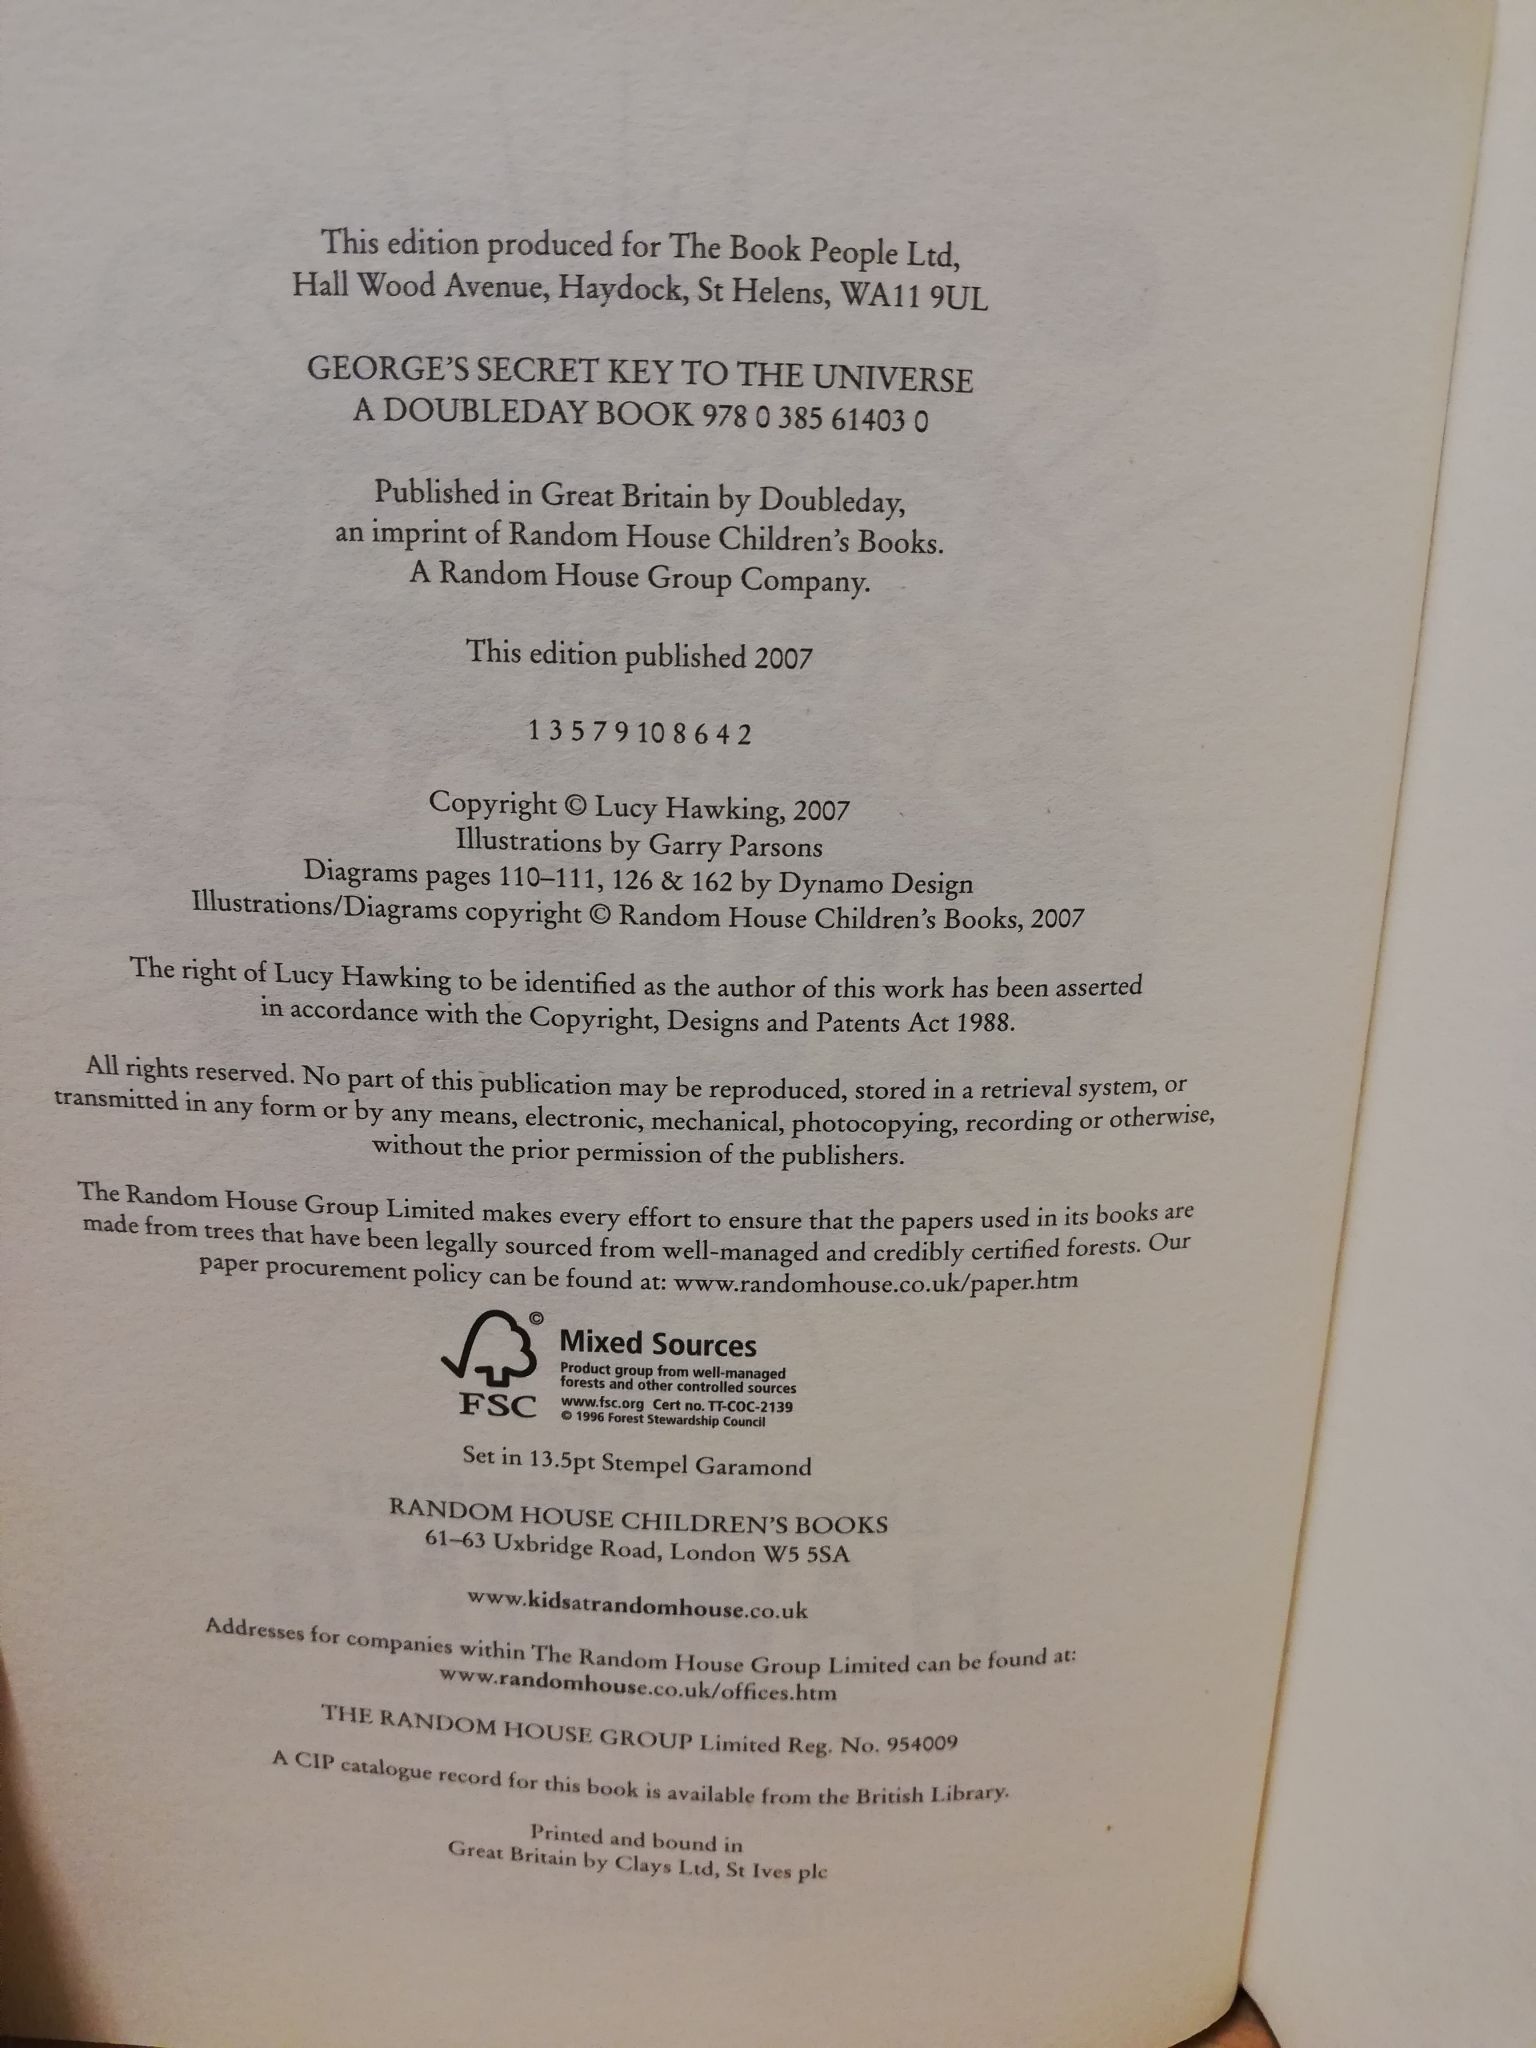 This edition produced for The Book People Ltd,
Hall Wood Avenue, Haydock, St Helens, WA11 9UL
GEORGE'S SECRET KEY TO THE UNIVERSE
A DOUBLEDAY BOOK 978 0 385 61403 0
Published in Great Britain by Doubleday,
an imprint of Random House Children's Books.
A Random House Group Company.
This edition published 2007
1 3 5 7 9 10 8 6 4 2
Copyright © Lucy Hawking, 2007
Illustrations by Garry Parsons
Diagrams pages 110–111, 126 & 162 by Dynamo Design
Illustrations/Diagrams copyright © Random House Children's Books, 2007
The right of Lucy Hawking to be identified as the author of this work has been asserted
in accordance with the Copyright, Designs and Patents Act 1988.
All rights reserved. No part of this publication may be reproduced, stored in a retrieval system, or
transmitted in any form or by any means, electronic, mechanical, photocopying, recording or otherwise,
without the prior permission of the publishers.
The Random House Group Limited makes every effort to ensure that the papers used in its books are
made from trees that have been legally sourced from well-managed and credibly certified forests. Our
paper procurement policy can be found at: www.randomhouse.co.uk/paper.htm
©
FSC
Mixed Sources
Product group from well-managed
forests and other controlled sources
www.fsc.org Cert no. TT-COC-2139
© 1996 Forest Stewardship Council
Set in 13.5pt Stempel Garamond
RANDOM HOUSE CHILDREN'S BOOKS
61–63 Uxbridge Road, London W5 5SA
www.kidsatrandomhouse.co.uk
Addresses for companies within The Random House Group Limited can be found at:
www.randomhouse.co.uk/offices.htm
THE RANDOM HOUSE GROUP Limited Reg. No. 954009
A CIP catalogue record for this book is available from the British Library.
Printed and bound in
Great Britain by Clays Ltd, St Ives plc